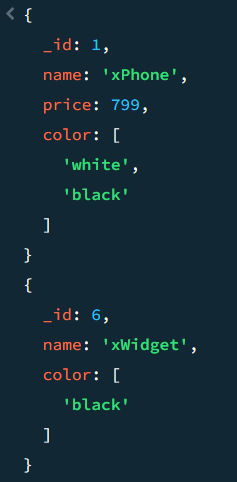 {
_id: 1,
name: 'xPhone',
price: 799,
color: [
'white',
'black'
]
}
{
_id: 6,
name: 'xWidget',
color: [
'black'
]
}